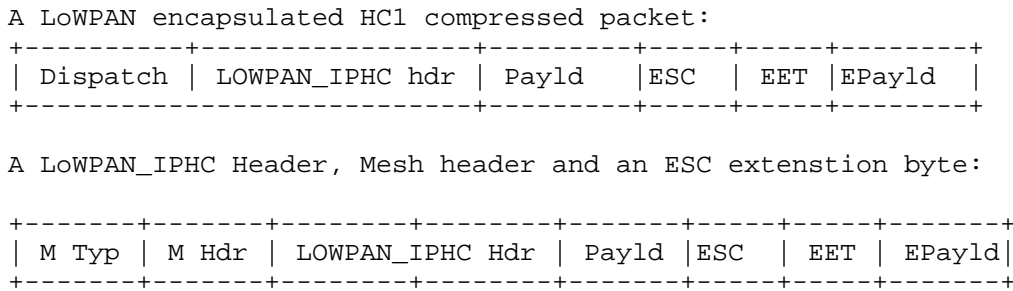 A LoWPAN encapsulated HC1 compressed packet:
+----------+-----------------+---------+-----+-----+--------+
| Dispatch | LOWPAN_IPHC hdr | Payld   |ESC  | EET |EPayld  |
+----------------------------+---------+-----+-----+--------+
A LoWPAN_IPHC Header, Mesh header and an ESC extenstion byte:
+-------+-------+--------+--------+-------+-----+-----+-------+
| M Typ | M Hdr | LOWPAN_IPHC Hdr | Payld |ESC  | EET | EPayld|
+-------+-------+--------+--------+-------+-----+-----+-------+